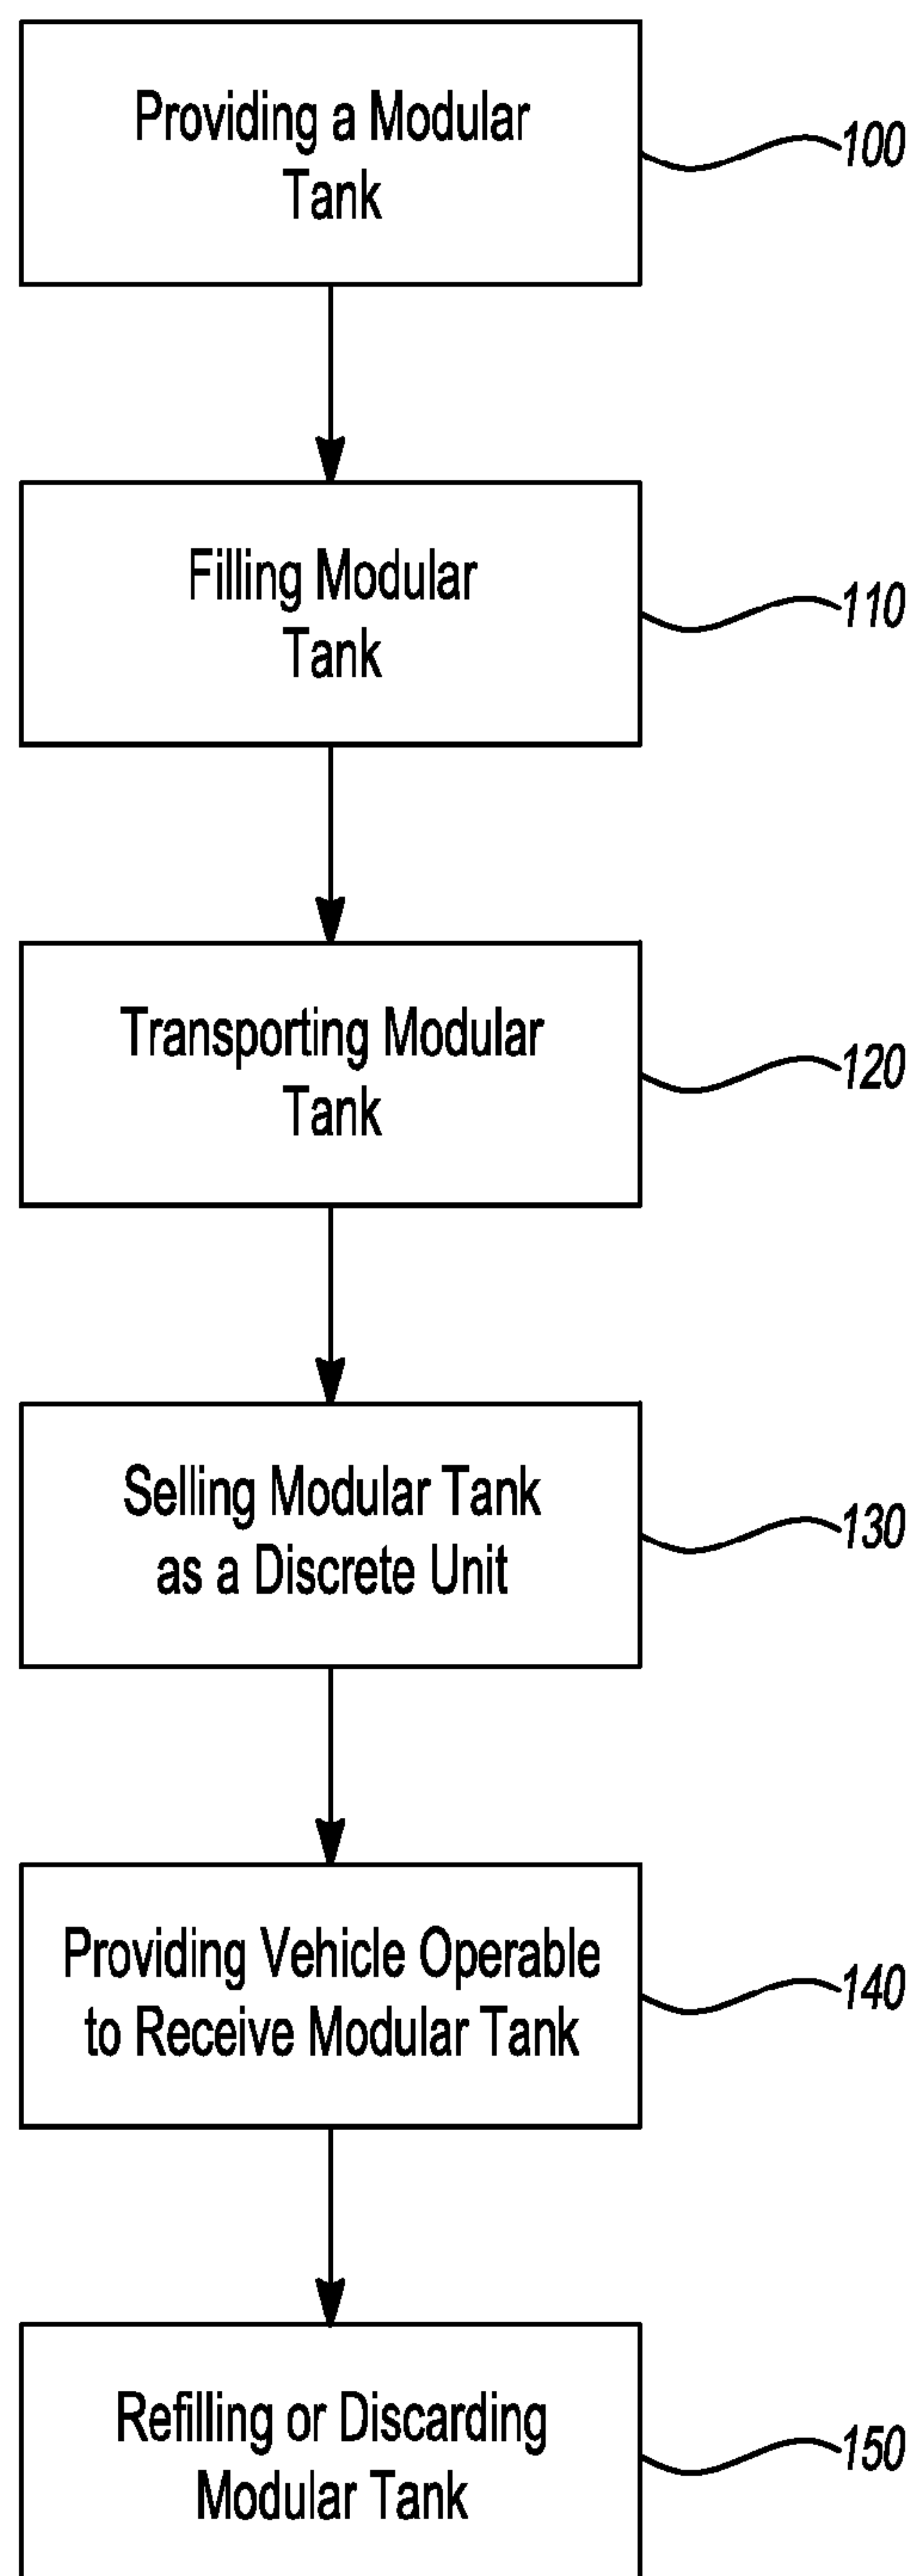 Providing a Modular
Tank
100
Filling Modular
Tank
110
Transporting Modular
Tank
120
Selling Modular Tank
as a Discrete Unit
130
Providing Vehicle Operable
to Receive Modular Tank
140
Refilling or Discarding
Modular Tank
150